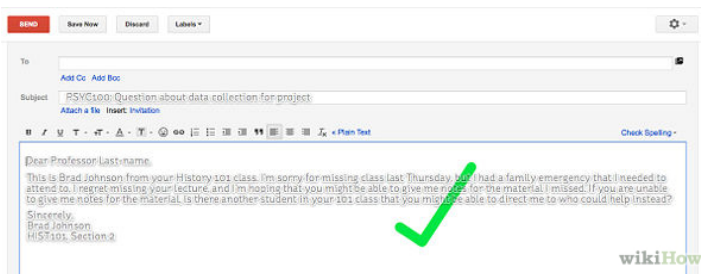 SEND Save Now Discard Labels
To
Add Cc Add Bcc
Subject PSYC100: Question about data collection for project
Attach a file Insert: Invitation
B I U T - тT - A - T - « Plain Text Check Spelling -
Dear Professor Last-name,
This is Brad Johnson from your History 101 class. I'm sorry for missing class last Thursday, but I had a family emergency that I needed
to attend to. I regret missing your lecture, and I'm hoping that you might be able to give me notes for the material I missed. If you are unable
to give me notes for the material, is there another student in your 101 class that you might be able to direct me to who could help instead?
Sincerely,
Brad Johnson
HIST101, Section 2
wikiHow